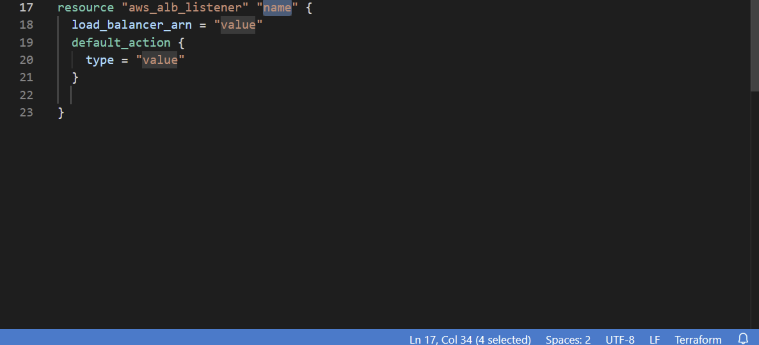 17 resource "aws_alb_listener" "name" {
18   load_balancer_arn = "value"
19   default_action {
20     type = "value"
21   }
22
23 }
Ln 17, Col 34 (4 selected) Spaces: 2 UTF-8 LF Terraform